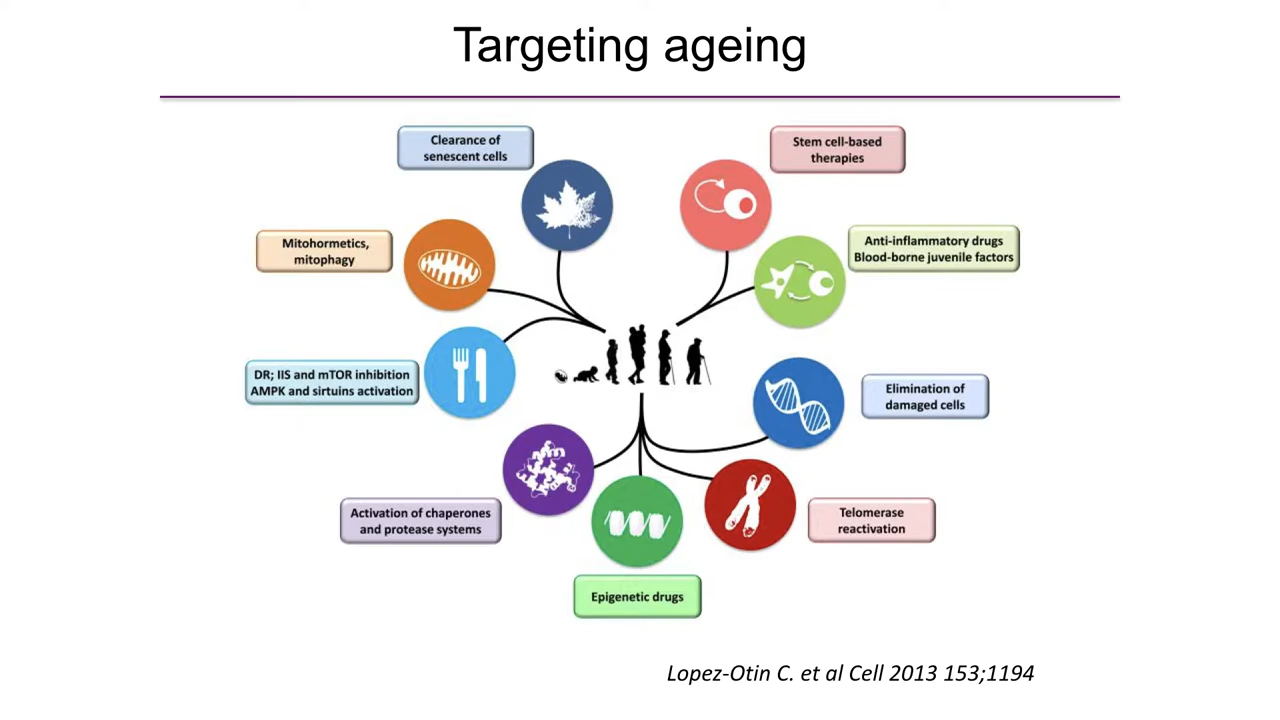 Targeting ageing
Clearance of
senescent cells
Stem cell-based
therapies
Mitohormetics,
mitophagy
Anti-inflammatory drugs
Blood-borne juvenile factors
DR; IIS and mTOR inhibition
AMPK and sirtuins activation
Elimination of
damaged cells
Activation of chaperones
and protease systems
Telomerase
reactivation
Epigenetic drugs
Lopez-Otin C. et al Cell 2013 153;1194